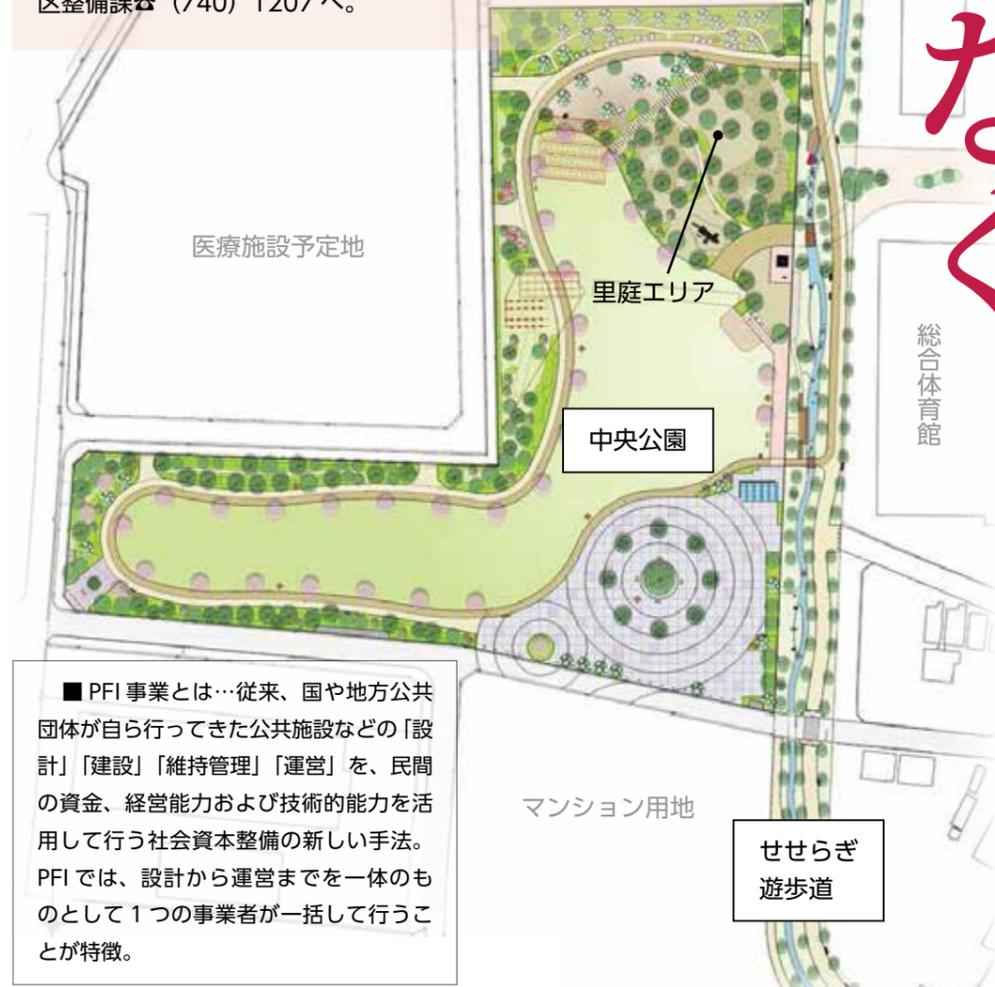 区整備課☎（740）1207へ。
なく
医療施設予定地
里庭エリア
総合体育館
中央公園
■PFI事業とは…従来、国や地方公共
団体が自ら行ってきた公共施設などの「設
計」「建設」「維持管理」「運営」を、民間
の資金、経営能力および技術的能力を活
用して行う社会資本整備の新しい手法。
PFIでは、設計から運営までを一体のも
のとして1つの事業者が一括して行うこ
とが特徴。
マンション用地
せせらぎ
遊歩道